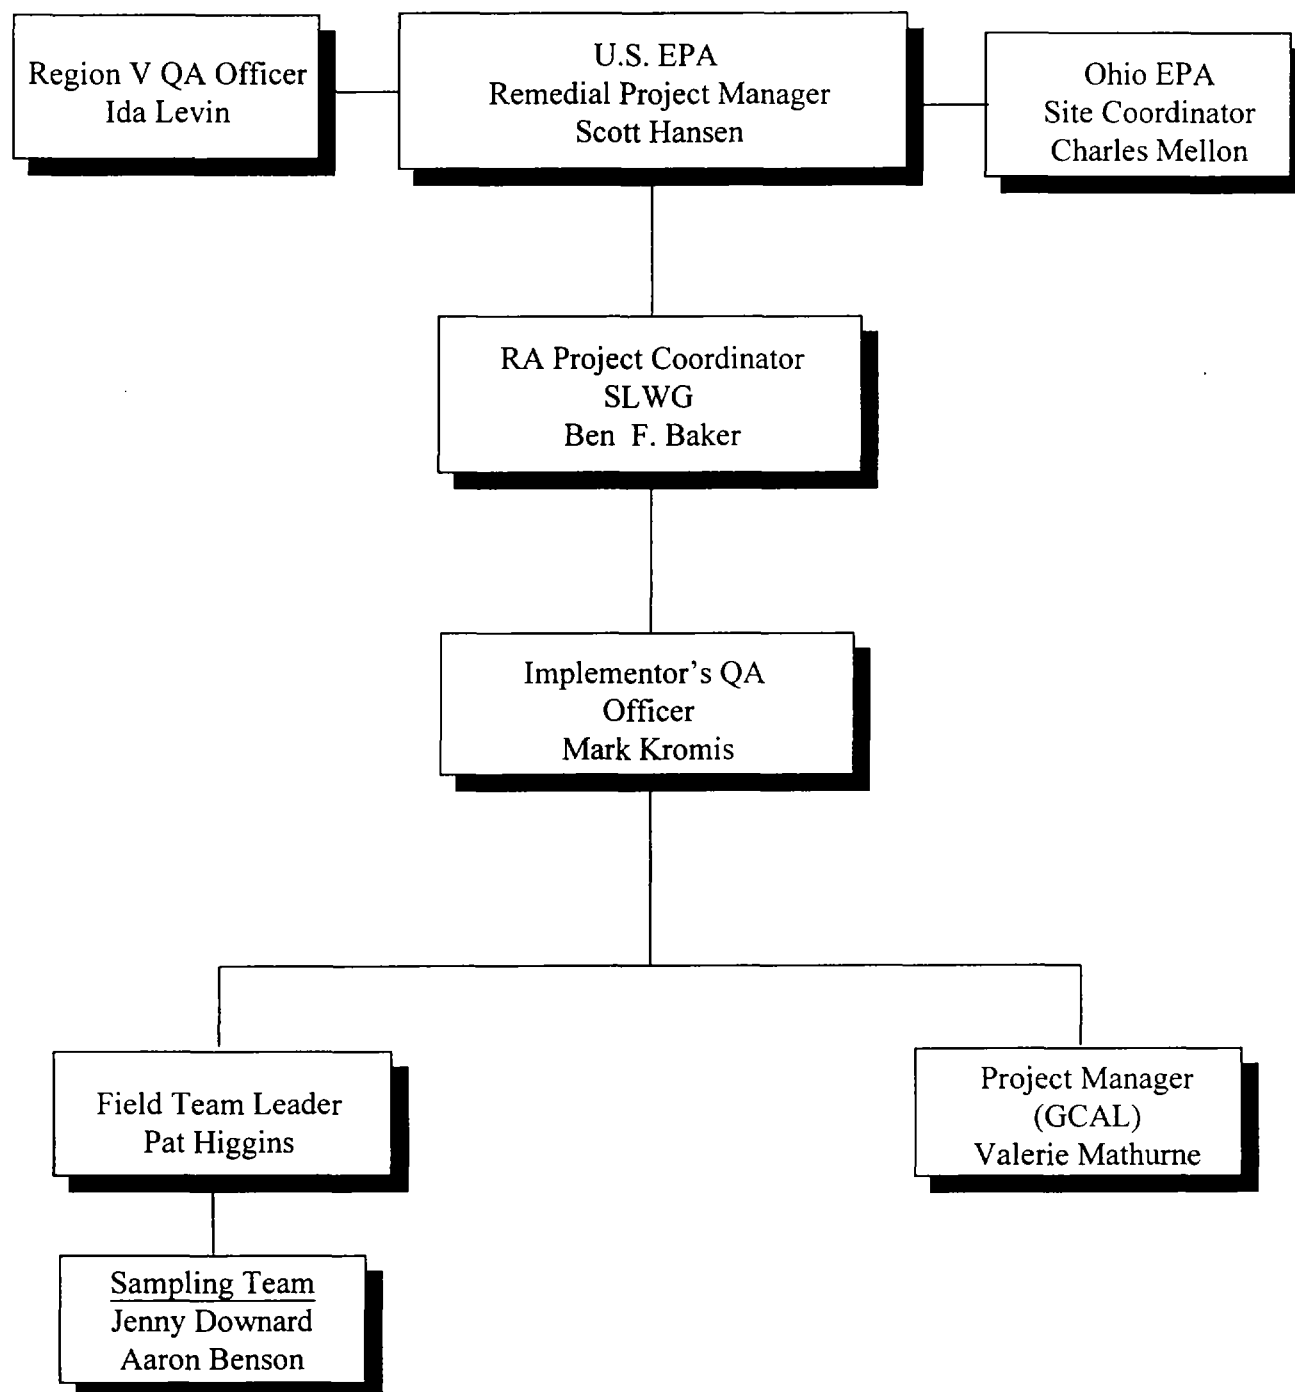 Region V QA Officer
Ida Levin
U.S. EPA
Remedial Project Manager
Scott Hansen
Ohio EPA
Site Coordinator
Charles Mellon
RA Project Coordinator
SLWG
Ben F. Baker
Implementor's QA
Officer
Mark Kromis
Field Team Leader
Pat Higgins
Project Manager
(GCAL)
Valerie Mathurne
Sampling Team
Jenny Downard
Aaron Benson